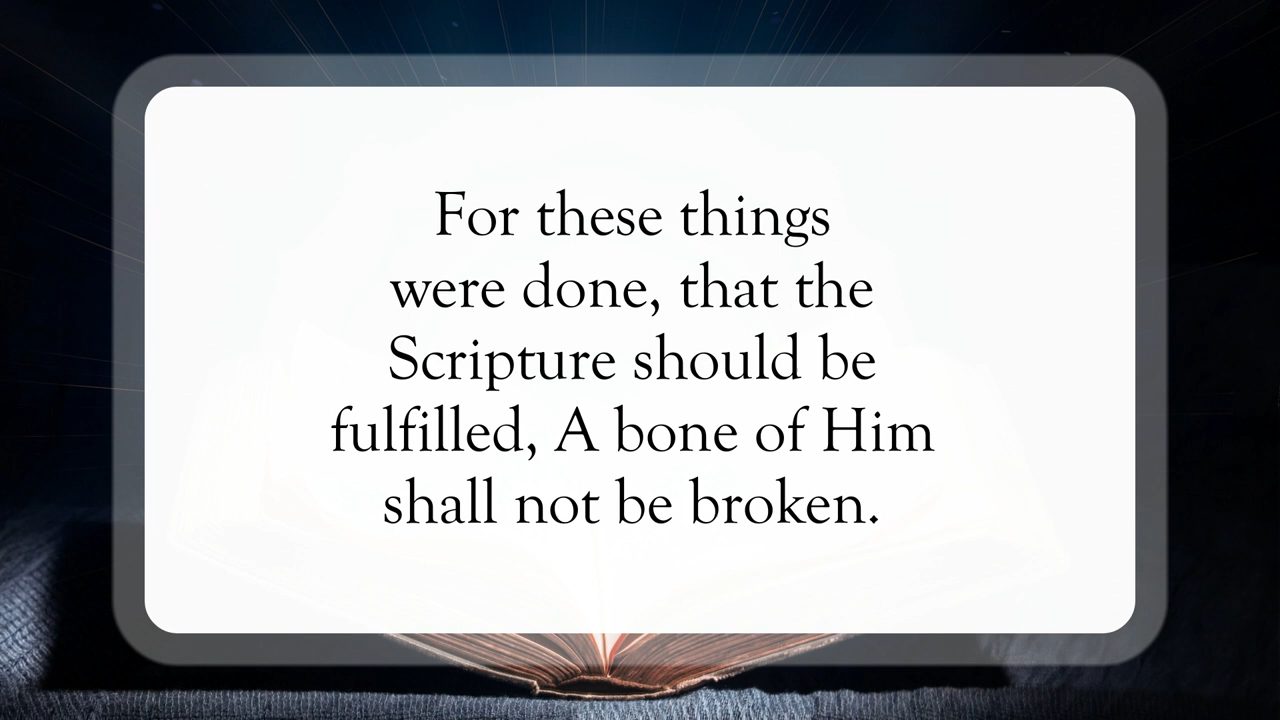 For these things
were done, that the
Scripture should be
fulfilled, A bone of Him
shall not be broken.